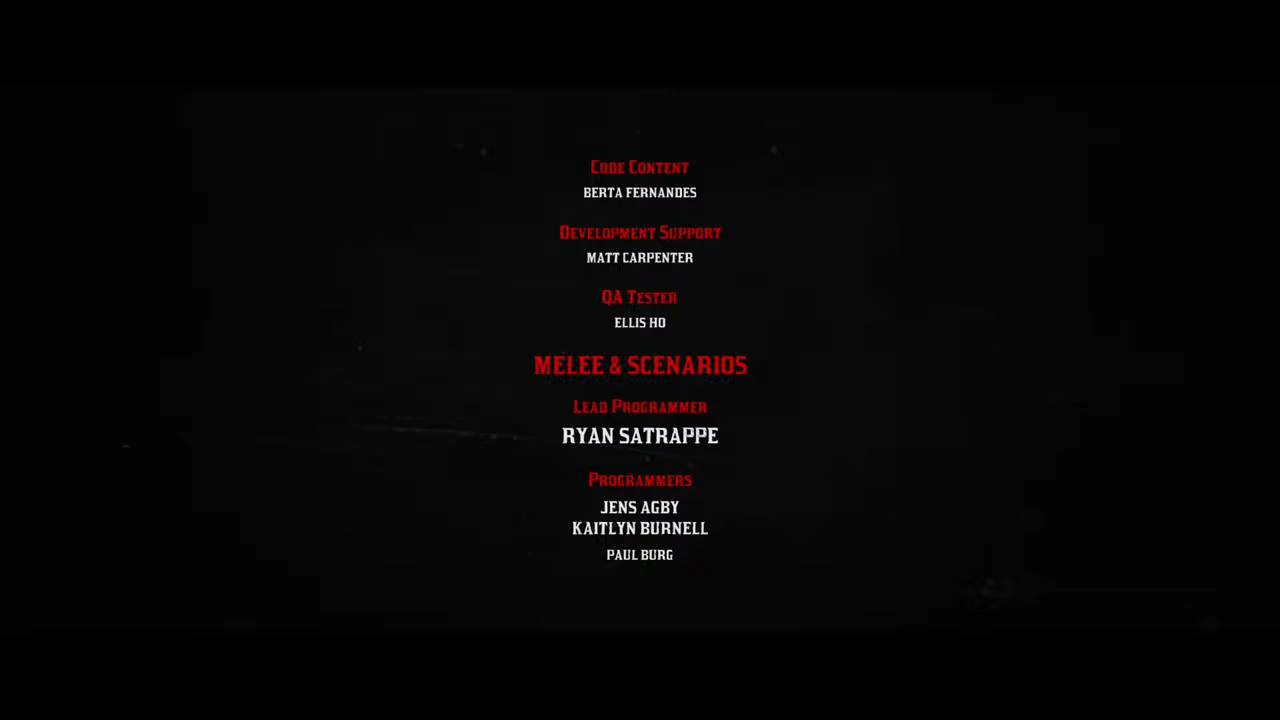 Code Content
BERTA FERNANDES
Development Support
MATT CARPENTER
QA Tester
ELLIS HO
MELEE & SCENARIOS
Lead Programmer
RYAN SATRAPPE
Programmers
JENS AGBY
KAITLYN BURNELL
PAUL BURG